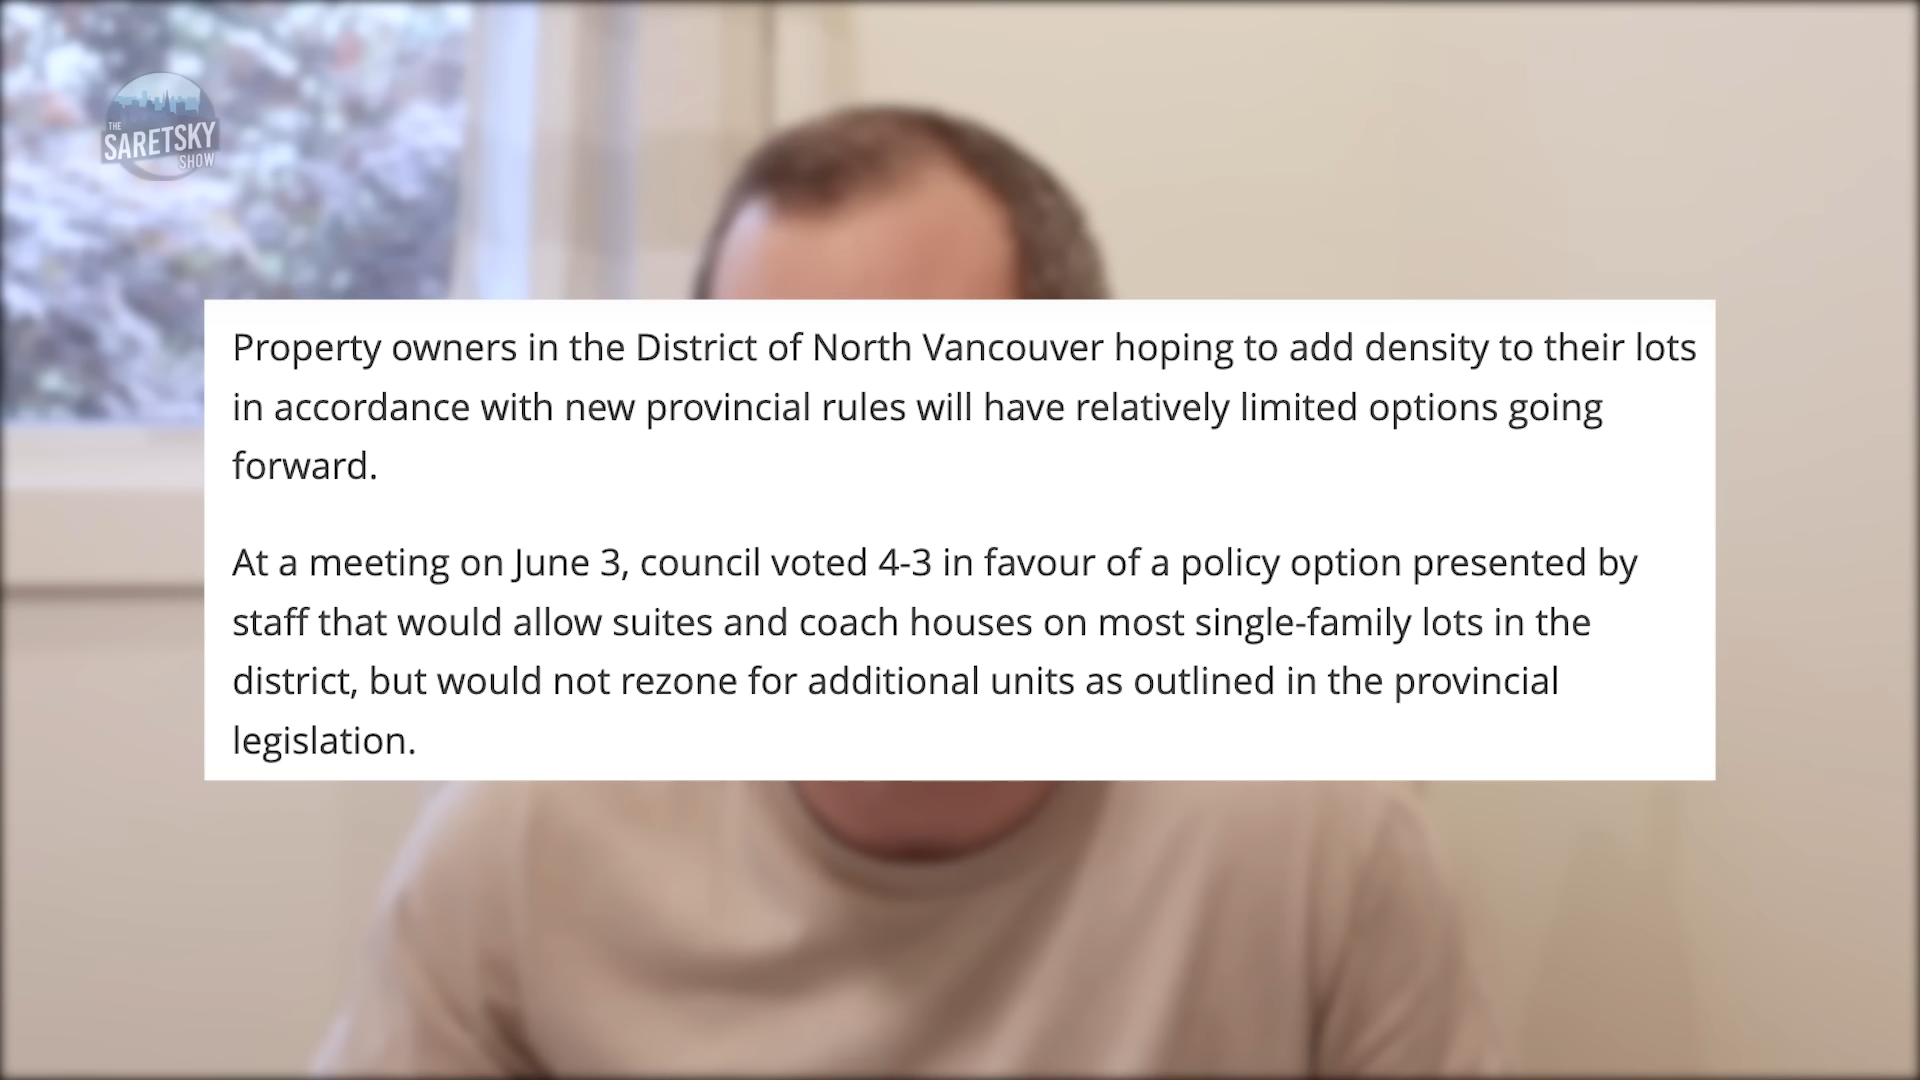 THE
SARETSKY
SHOW
Property owners in the District of North Vancouver hoping to add density to their lots
in accordance with new provincial rules will have relatively limited options going
forward.
At a meeting on June 3, council voted 4-3 in favour of a policy option presented by
staff that would allow suites and coach houses on most single-family lots in the
district, but would not rezone for additional units as outlined in the provincial
legislation.